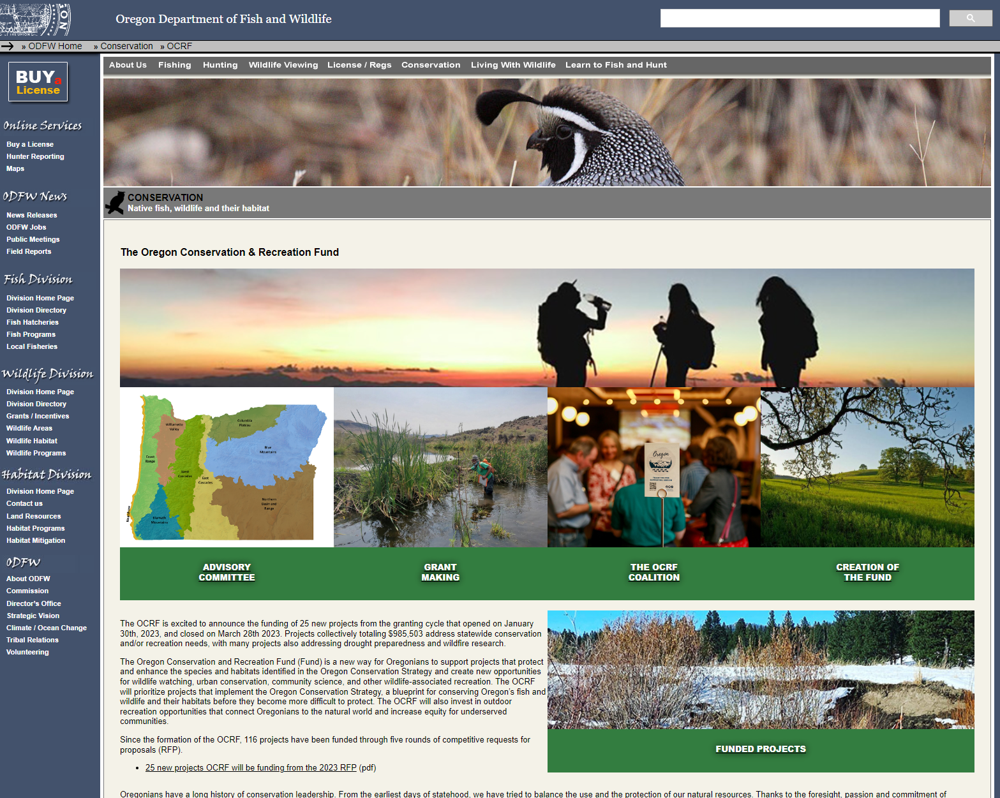 Oregon Department of Fish and Wildlife
» ODFW Home » Conservation » OCRF
BUY a
License
About Us Fishing Hunting Wildlife Viewing License / Regs Conservation Living With Wildlife Learn to Fish and Hunt
Online Services
Buy a License
Hunter Reporting
Maps
ODFW News
News Releases
ODFW Jobs
Public Meetings
Field Reports
Fish Division
Division Home Page
Division Directory
Fish Hatcheries
Fish Programs
Local Fisheries
Wildlife Division
Division Home Page
Division Directory
Grants / Incentives
Wildlife Areas
Wildlife Habitat
Wildlife Programs
Habitat Division
Division Home Page
Contact us
Land Resources
Habitat Programs
Habitat Mitigation
ODFW
About ODFW
Commission
Director's Office
Strategic Vision
Climate / Ocean Change
Tribal Relations
Volunteering
CONSERVATION
Native fish, wildlife and their habitat
The Oregon Conservation & Recreation Fund
Willamette
Valley
Columbia
Plateau
Blue
Mountains
Coast
Range
West
Cascades
East
Cascades
Northern
Basin and
Range
Klamath
Mountains
Nearshore
Oregon
ADVISORY
COMMITTEE
GRANT
MAKING
THE OCRF
COALITION
CREATION OF
THE FUND
The OCRF is excited to announce the funding of 25 new projects from the granting cycle that opened on January
30th, 2023, and closed on March 28th 2023. Projects collectively totaling $985,503 address statewide conservation
and/or recreation needs, with many projects also addressing drought preparedness and wildfire research.
The Oregon Conservation and Recreation Fund (Fund) is a new way for Oregonians to support projects that protect
and enhance the species and habitats identified in the Oregon Conservation Strategy and create new opportunities
for wildlife watching, urban conservation, community science, and other wildlife-associated recreation. The OCRF
will prioritize projects that implement the Oregon Conservation Strategy, a blueprint for conserving Oregon's fish and
wildlife and their habitats before they become more difficult to protect. The OCRF will also invest in outdoor
recreation opportunities that connect Oregonians to the natural world and increase equity for underserved
communities.
Since the formation of the OCRF, 116 projects have been funded through five rounds of competitive requests for
proposals (RFP).
• 25 new projects OCRF will be funding from the 2023 RFP (pdf)
FUNDED PROJECTS
Oregonians have a long history of conservation leadership. From the earliest days of statehood, we have tried to balance the use and the protection of our natural resources. Thanks to the foresight, passion and commitment of